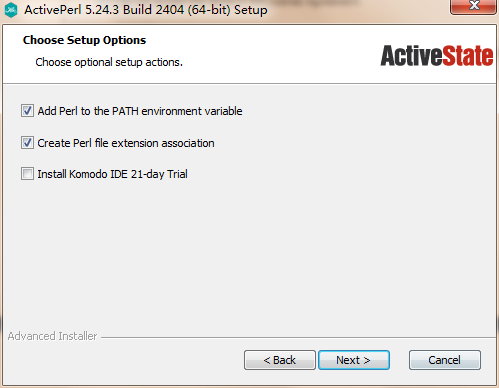 ActivePerl 5.24.3 Build 2404 (64-bit) Setup
Choose Setup Options
Choose optional setup actions.
ActiveState
Add Perl to the PATH environment variable
Create Perl file extension association
Install Komodo IDE 21-day Trial
Advanced Installer
< Back
Next >
Cancel